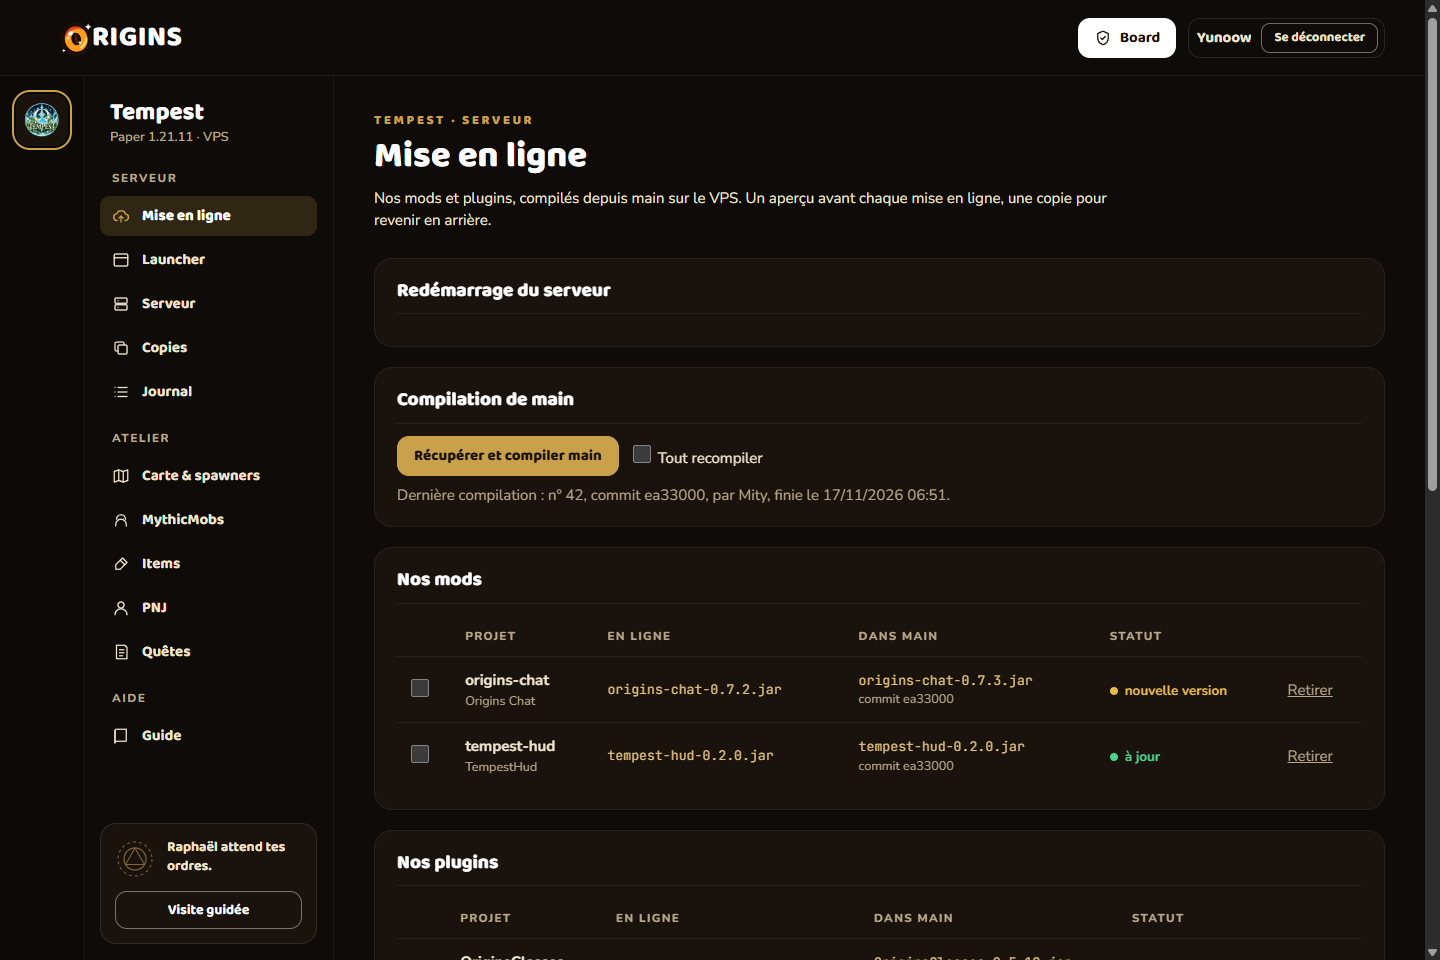 ORIGINS
Board
Yunoow
Se déconnecter
TEMPEST
Tempest
Paper 1.21.11 · VPS
SERVEUR
Mise en ligne
Launcher
Serveur
Copies
Journal
ATELIER
Carte & spawners
MythicMobs
Items
PNJ
Quêtes
AIDE
Guide
Raphaël attend tes
ordres.
Visite guidée
TEMPEST · SERVEUR
Mise en ligne
Nos mods et plugins, compilés depuis main sur le VPS. Un aperçu avant chaque mise en ligne, une copie pour
revenir en arrière.
Redémarrage du serveur
Compilation de main
Récupérer et compiler main
Tout recompiler
Dernière compilation : n° 42, commit ea33000, par Mity, finie le 17/11/2026 06:51.
Nos mods
PROJET EN LIGNE DANS MAIN STATUT
origins-chat
Origins Chat
origins-chat-0.7.2.jar
origins-chat-0.7.3.jar
commit ea33000
nouvelle version
Retirer
tempest-hud
TempestHud
tempest-hud-0.2.0.jar
tempest-hud-0.2.0.jar
commit ea33000
à jour
Retirer
Nos plugins
PROJET EN LIGNE DANS MAIN STATUT